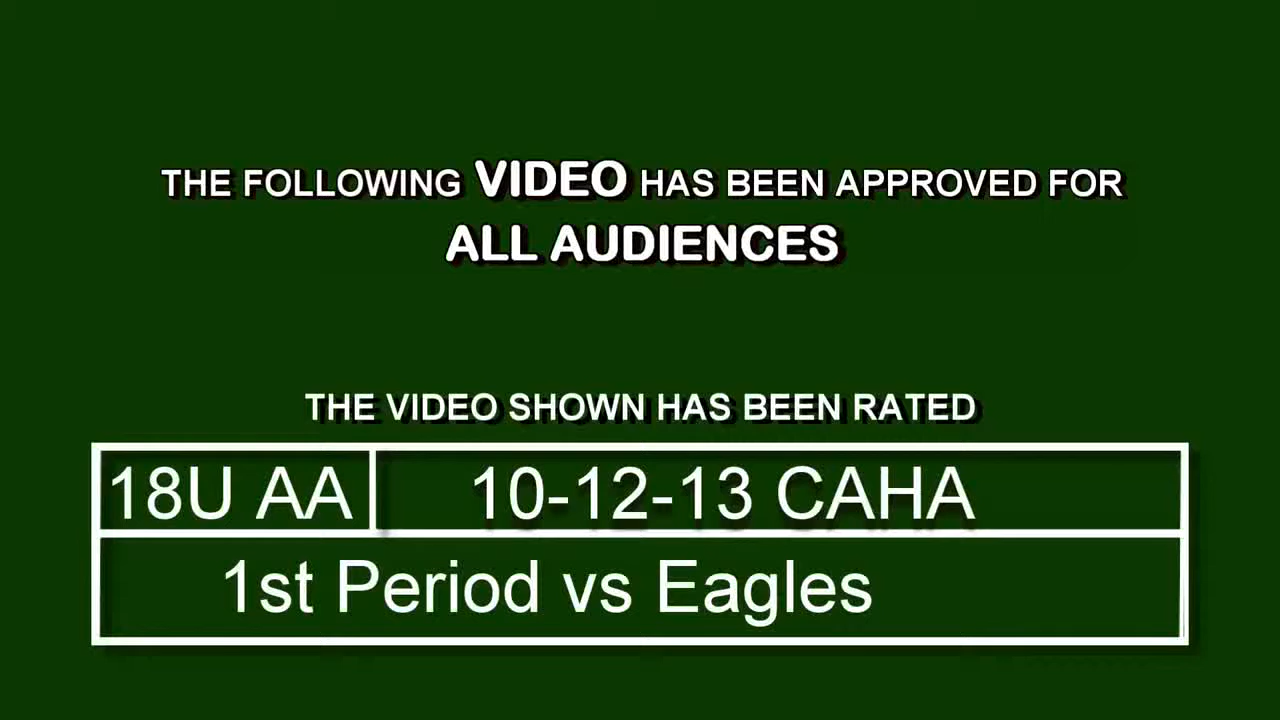 THE FOLLOWING VIDEO HAS BEEN APPROVED FOR
ALL AUDIENCES
THE VIDEO SHOWN HAS BEEN RATED
18U AA 10-12-13 CAHA
1st Period vs Eagles